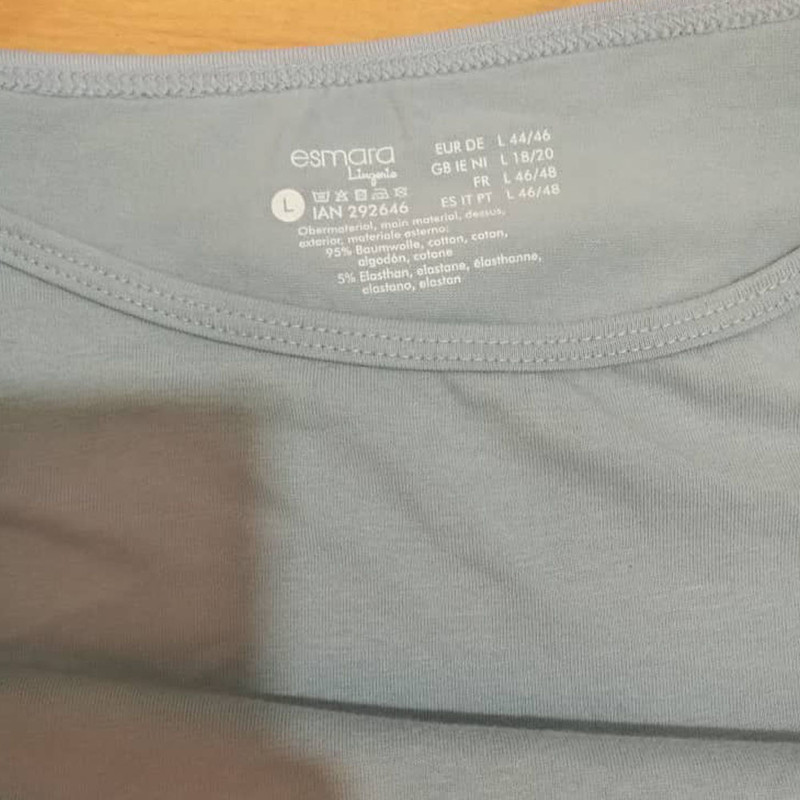 esmara
Lingerie
L
IAN 292646
EUR DE L 44/46
GB IE NI L 18/20
FR L 46/48
ES IT PT L 46/48
Obermaterial, main material, dessus,
exterior, materiale esterno:
95% Baumwolle, cotton, coton,
algodón, cotone
5% Elasthan, elastane, élasthanne,
elastano, elastan